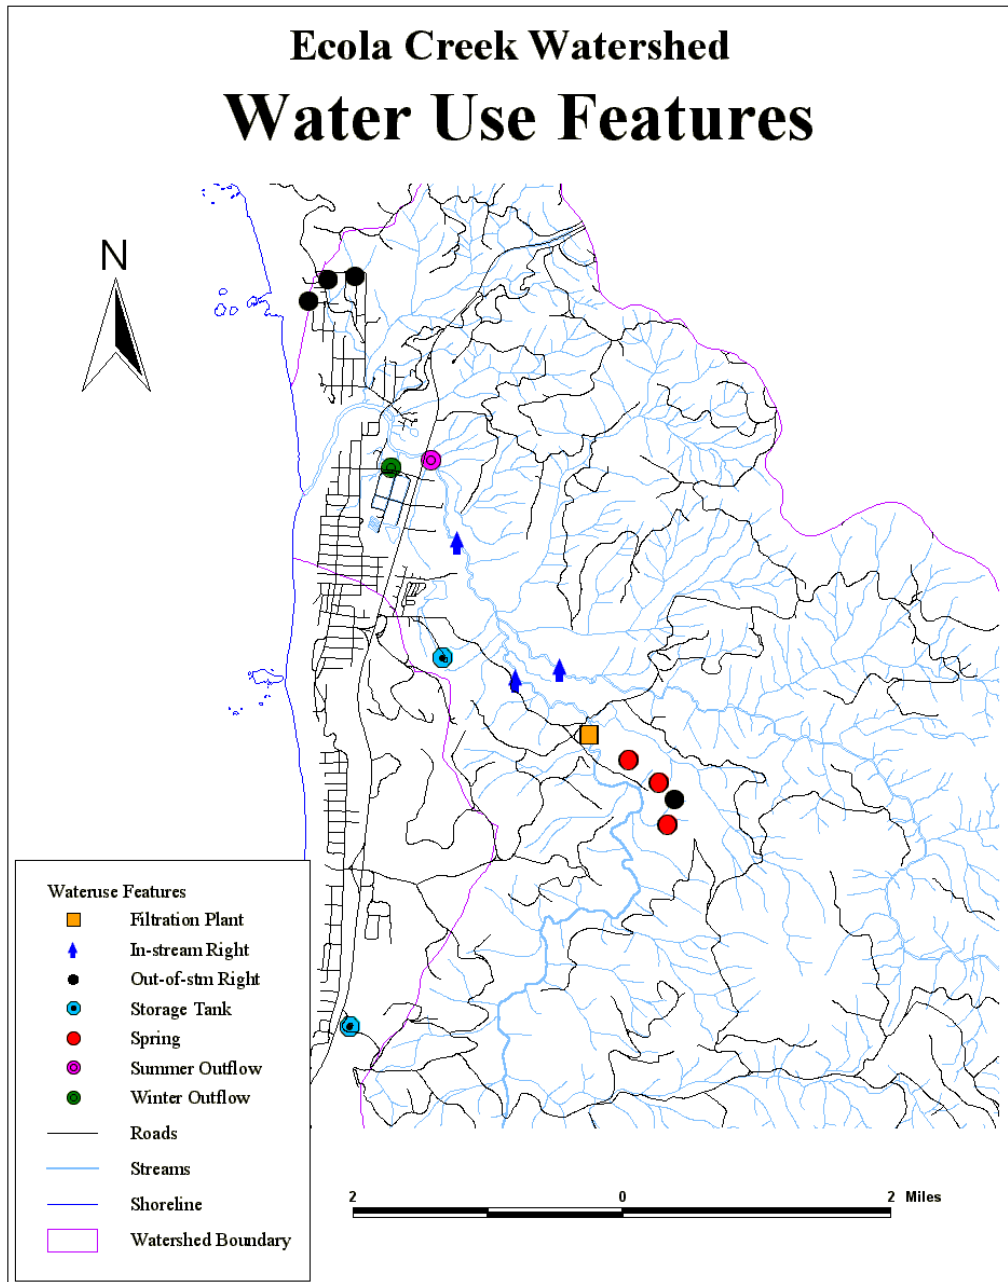 Ecola Creek Watershed
Water Use Features
N
Wateruse Features
Filtration Plant
In-stream Right
Out-of-stm Right
Storage Tank
Spring
Summer Outflow
Winter Outflow
Roads
Streams
Shoreline
Watershed Boundary
2 0 2 Miles